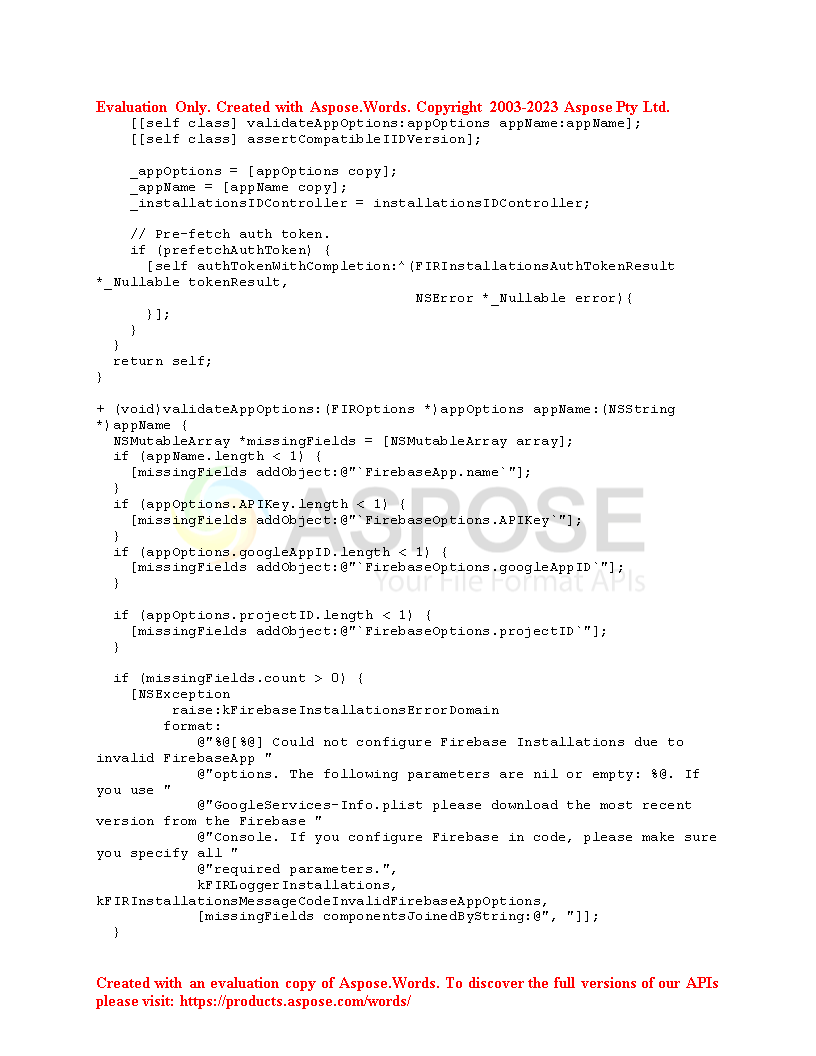 Evaluation Only. Created with Aspose.Words. Copyright 2003-2023 Aspose Pty Ltd.
    [[self class] validateAppOptions:appOptions appName:appName];
    [[self class] assertCompatibleIIDVersion];

    _appOptions = [appOptions copy];
    _appName = [appName copy];
    _installationsIDController = installationsIDController;

    // Pre-fetch auth token.
    if (prefetchAuthToken) {
      [self authTokenWithCompletion:^(FIRInstallationsAuthTokenResult
*_Nullable tokenResult,
                                      NSError *_Nullable error){
      }];
    }
  }
  return self;
}

+ (void)validateAppOptions:(FIROptions *)appOptions appName:(NSString
*)appName {
  NSMutableArray *missingFields = [NSMutableArray array];
  if (appName.length < 1) {
    [missingFields addObject:@"`FirebaseApp.name`"];
  }
  if (appOptions.APIKey.length < 1) {
    [missingFields addObject:@"`FirebaseOptions.APIKey`"];
  }
  if (appOptions.googleAppID.length < 1) {
    [missingFields addObject:@"`FirebaseOptions.googleAppID`"];
  }

  if (appOptions.projectID.length < 1) {
    [missingFields addObject:@"`FirebaseOptions.projectID`"];
  }

  if (missingFields.count > 0) {
    [NSException
         raise:kFirebaseInstallationsErrorDomain
        format:
            @"%@[%@] Could not configure Firebase Installations due to
invalid FirebaseApp "
            @"options. The following parameters are nil or empty: %@. If
you use "
            @"GoogleServices-Info.plist please download the most recent
version from the Firebase "
            @"Console. If you configure Firebase in code, please make sure
you specify all "
            @"required parameters.",
            kFIRLoggerInstallations,
kFIRInstallationsMessageCodeInvalidFirebaseAppOptions,
            [missingFields componentsJoinedByString:@", "]];
  }
ASPOSE
Your File Format APIs
Created with an evaluation copy of Aspose.Words. To discover the full versions of our APIs
please visit: https://products.aspose.com/words/